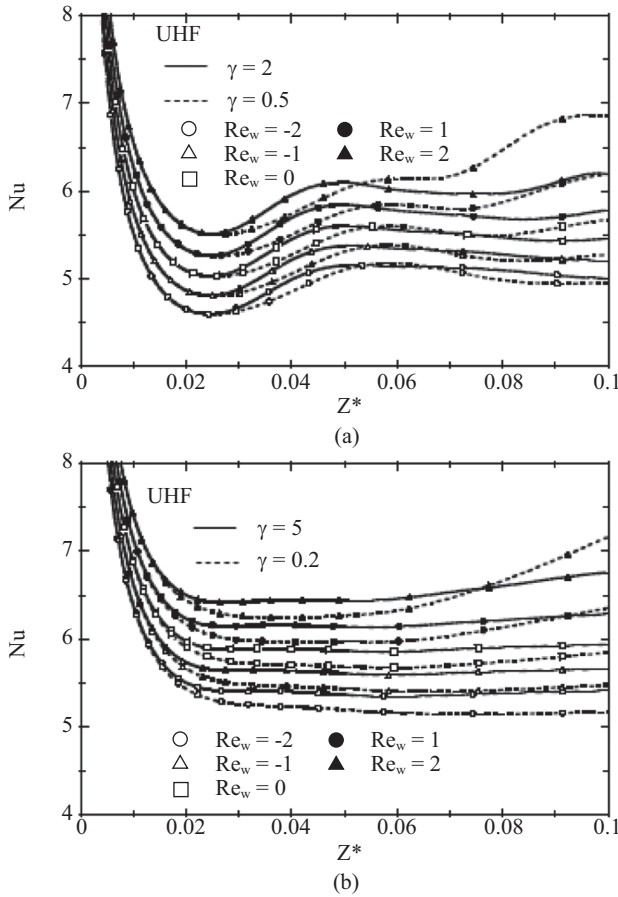 8
UHF
γ = 2
γ = 0.5
Re_w = -2
Re_w = 1
Re_w = -1
Re_w = 2
Re_w = 0
7
6
5
4
Nu
0
0.02
0.04
0.06
0.08
0.1
Z*
(a)
8
UHF
γ = 5
γ = 0.2
7
6
5
4
Nu
Re_w = -2
Re_w = 1
Re_w = -1
Re_w = 2
Re_w = 0
0
0.02
0.04
0.06
0.08
0.1
Z*
(b)